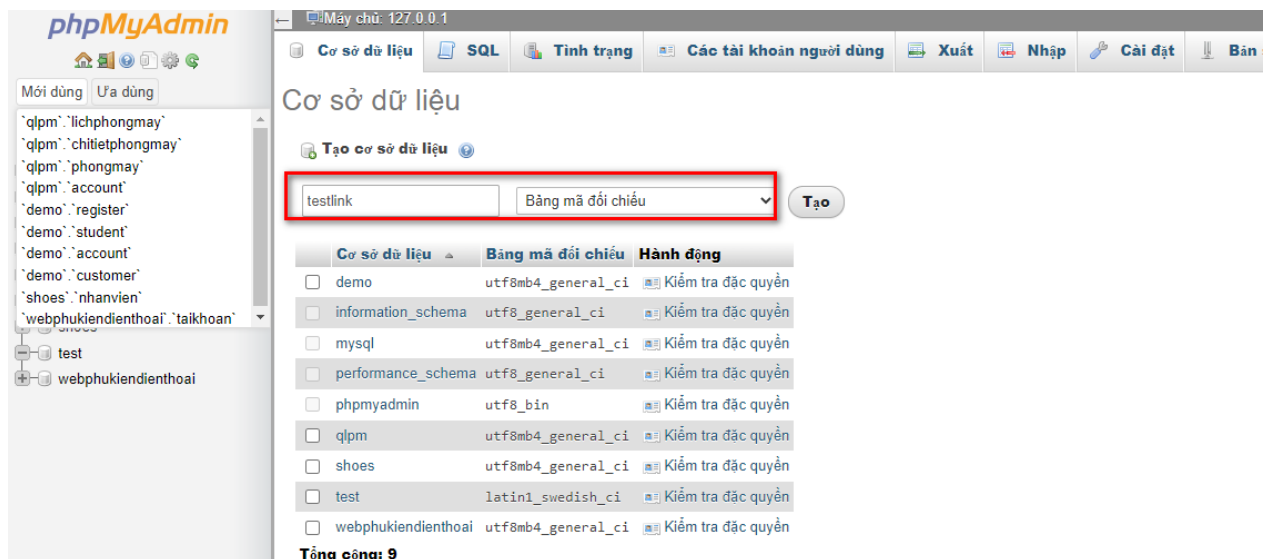 phpMyAdmin
Mới dùng Ưa dùng
`qlpm`.`lichphongmay`
`qlpm`.`chitietphongmay`
`qlpm`.`phongmay`
`qlpm`.`account`
`demo`.`register`
`demo`.`student`
`demo`.`account`
`demo`.`customer`
`shoes`.`nhanvien`
`webphukiendienthoai`.`taikhoan`
shoes
test
webphukiendienthoai
Máy chủ: 127.0.0.1
Cơ sở dữ liệu SQL Tình trạng Các tài khoản người dùng Xuất Nhập Cài đặt Bản
Cơ sở dữ liệu
Tạo cơ sở dữ liệu
testlink Bảng mã đối chiếu Tạo
Cơ sở dữ liệu Bảng mã đối chiếu Hành động
demo utf8mb4_general_ci Kiểm tra đặc quyền
information_schema utf8_general_ci Kiểm tra đặc quyền
mysql utf8mb4_general_ci Kiểm tra đặc quyền
performance_schema utf8_general_ci Kiểm tra đặc quyền
phpmyadmin utf8_bin Kiểm tra đặc quyền
qlpm utf8mb4_general_ci Kiểm tra đặc quyền
shoes utf8mb4_general_ci Kiểm tra đặc quyền
test latin1_swedish_ci Kiểm tra đặc quyền
webphukiendienthoai utf8mb4_general_ci Kiểm tra đặc quyền
Tổng cộng: 9